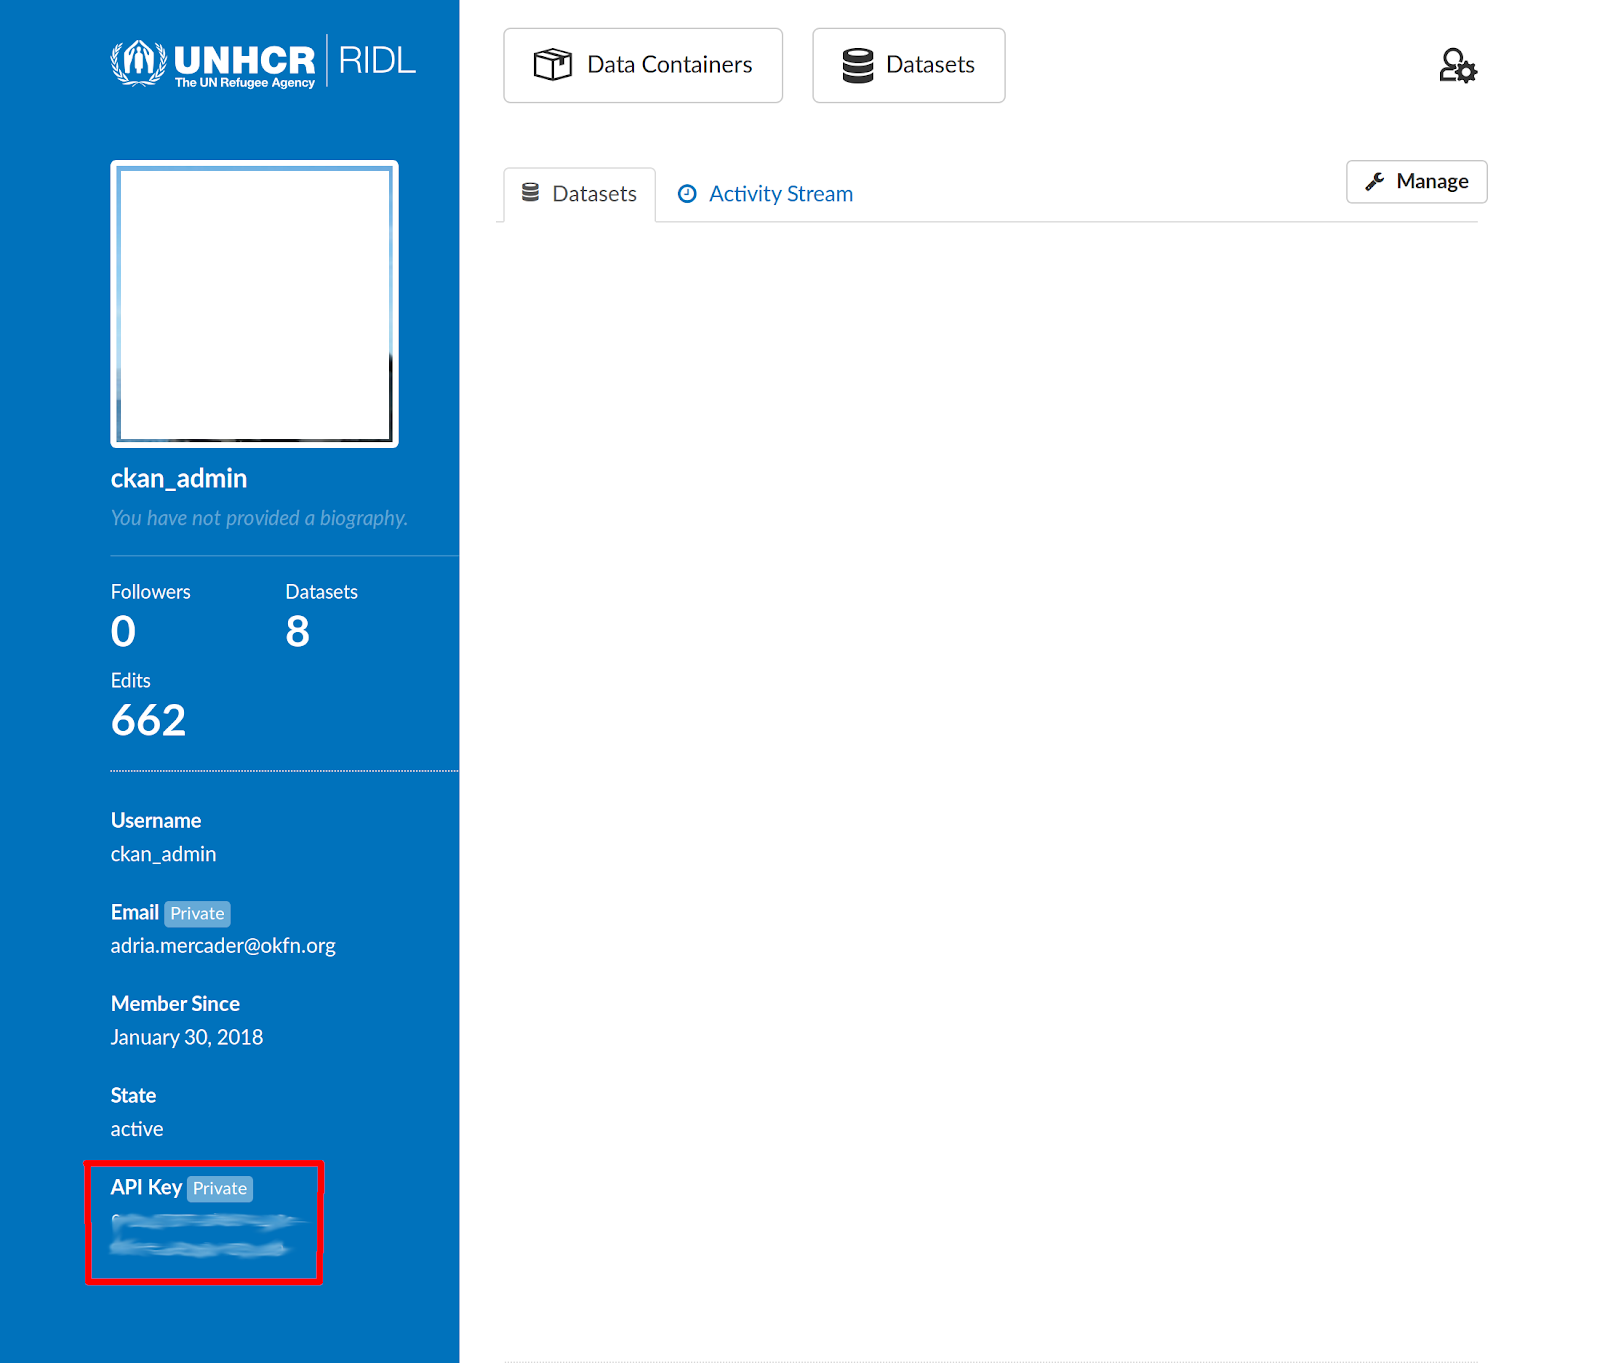 UNHCR RIDL
The UN Refugee Agency
Data Containers
Datasets
Datasets
Activity Stream
Manage
ckan_admin
You have not provided a biography.
Followers
0
Datasets
8
Edits
662
Username
ckan_admin
Email Private
adria.mercader@okfn.org
Member Since
January 30, 2018
State
active
API Key Private